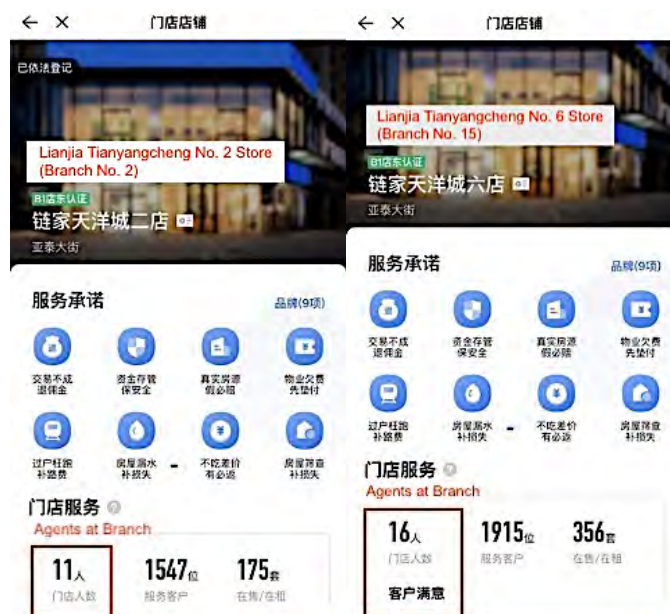 门店店铺
已依法登记
Lianjia Tianyangcheng No. 2 Store
(Branch No. 2)
B1店东认证
链家天洋城二店
亚泰大街
服务承诺
品牌(9项)
交易不成
退佣金
资金存管
保安全
真实房源
假必赔
物业欠费
先垫付
过户枉跑
补路费
房屋漏水
补损失
不吃差价
有必返
房屋筛查
补损失
门店服务
Agents at Branch
11人
1547位
175套
门店人数
服务客户
在售/在租
门店店铺
Lianjia Tianyangcheng No. 6 Store
(Branch No. 15)
B1店东认证
链家天洋城六店
亚泰大街
服务承诺
品牌(9项)
交易不成
退佣金
资金存管
保安全
真实房源
假必赔
物业欠费
先垫付
过户枉跑
补路费
房屋漏水
补损失
不吃差价
有必返
房屋筛查
补损失
门店服务
Agents at Branch
16人
1915位
356套
门店人数
服务客户
在售/在租
客户满意